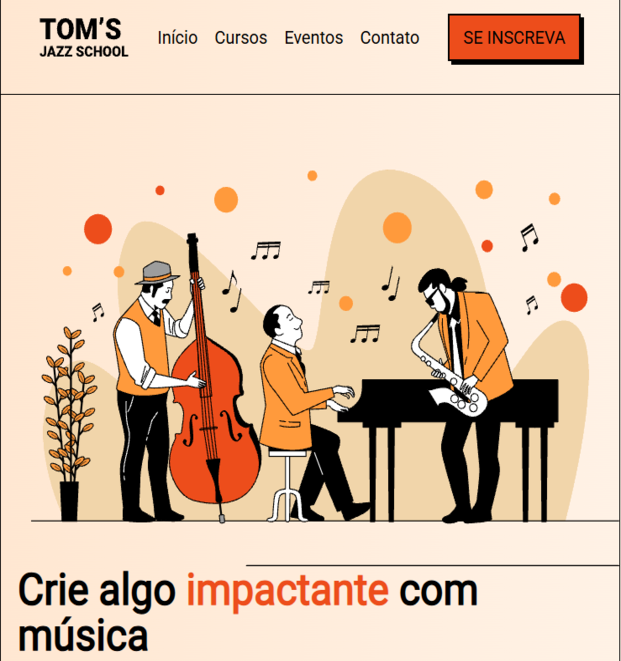 TOM'S
JAZZ SCHOOL
Início Cursos Eventos Contato
SE INSCREVA
Crie algo impactante com
música